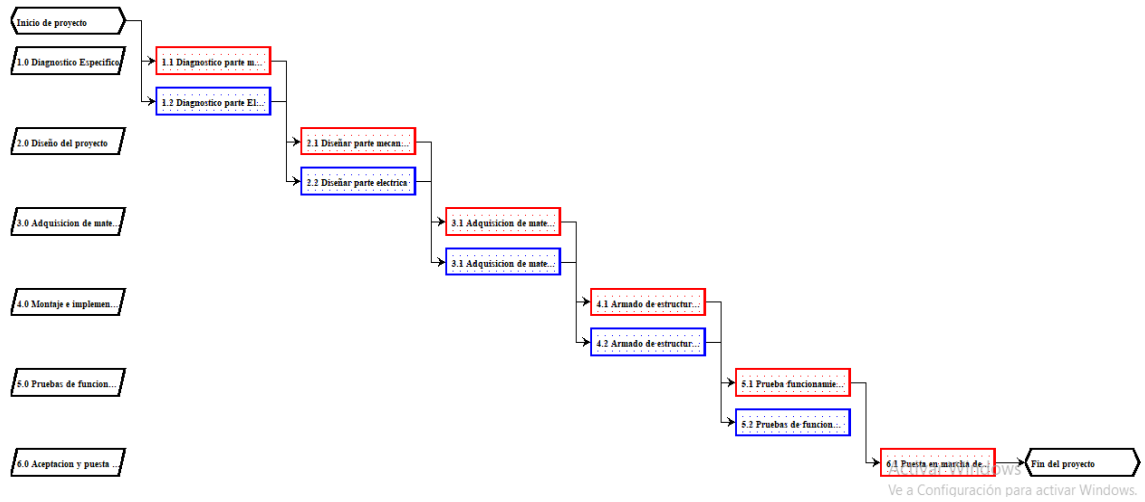 Inicio de proyecto
1.0 Diagnostico Especifico
1.1 Diagnostico parte m...
1.2 Diagnostico parte El...
2.0 Diseño del proyecto
2.1 Diseñar parte mecan...
2.2 Diseñar parte electrica
3.0 Adquisicion de mate...
3.1 Adquisicion de mate...
3.1 Adquisicion de mate...
4.0 Montaje e implemen...
4.1 Armado de estructur...
4.2 Armado de estructur...
5.0 Pruebas de funcion...
5.1 Prueba funcionamie...
5.2 Pruebas de funcion...
6.0 Aceptacion y puesta ...
6.1 Puesta en marcha de...
Fin del proyecto
Activar Windows
Ve a Configuración para activar Windows.